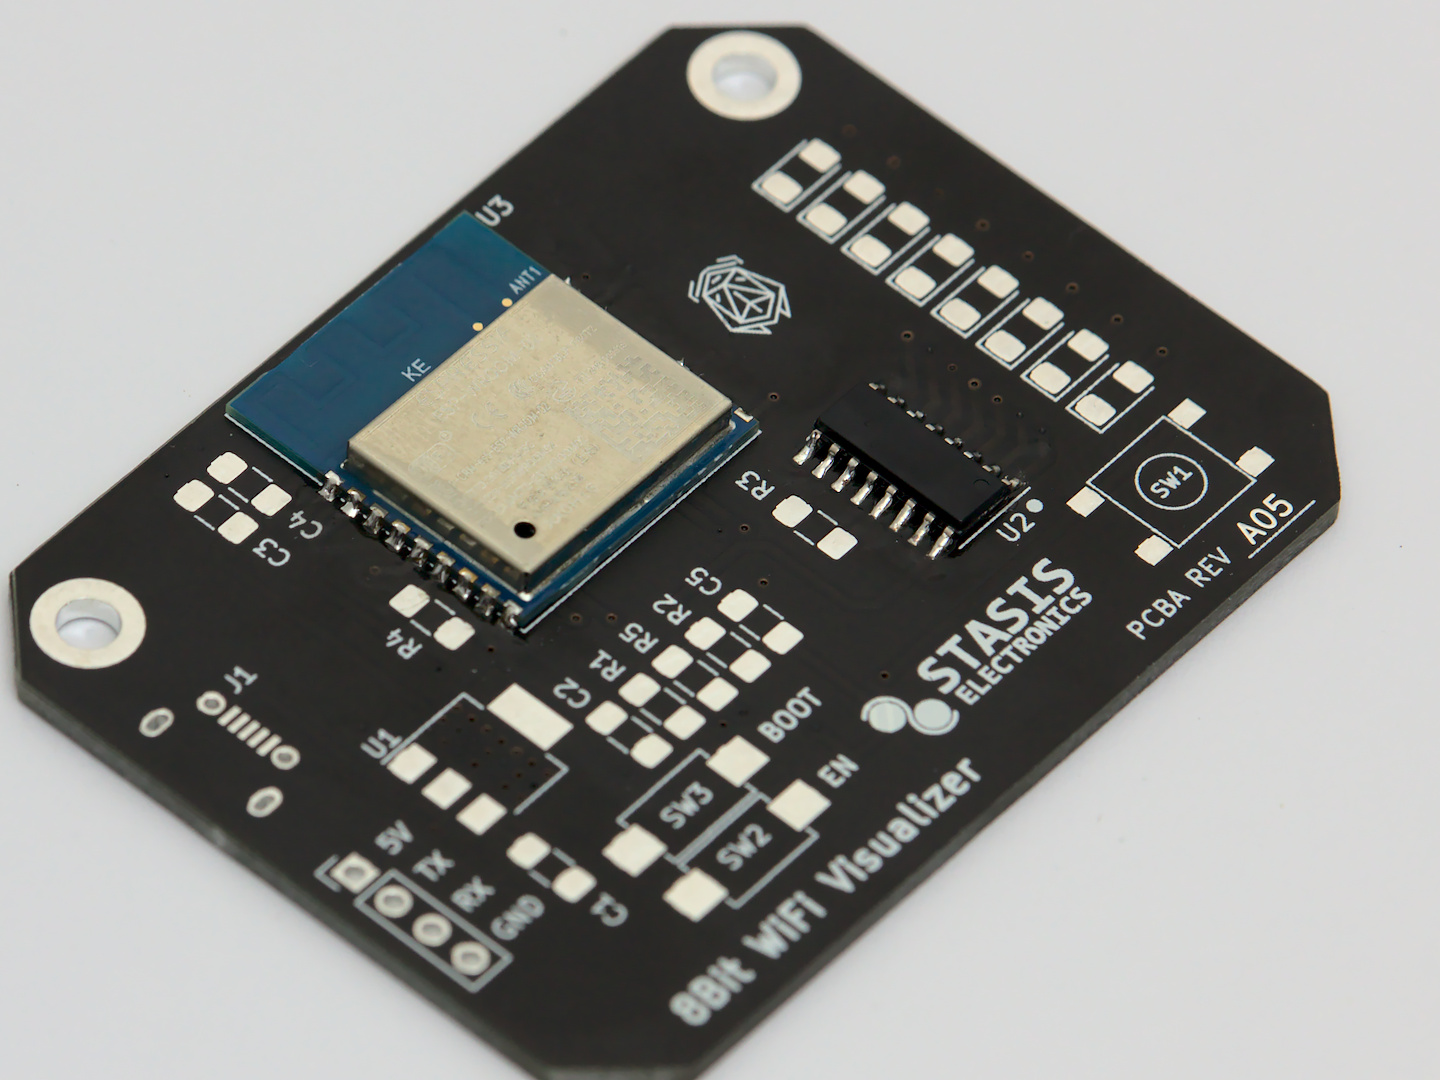 U3
ANT1
KE
C4
C3
R4
R3
U2
SW1
PCBA REV A05
STASIS
ELECTRONICS
C5
R2
R5
R1
C2
J1
U1
BOOT
EN
SW3
SW2
C1
5V
TX
RX
GND
8Bit WiFi Visualizer